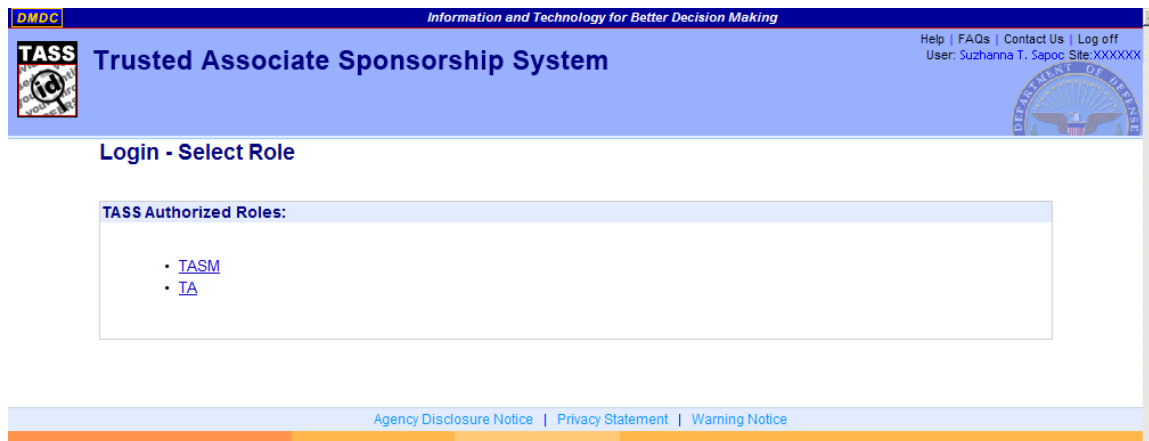 DMDC
Information and Technology for Better Decision Making
TASS
Trusted Associate Sponsorship System
Help | FAQs | Contact Us | Log off
User: Suzhanna T. Sapoc Site:XXXXXX
id
DEPARTMENT OF DEFENSE
Login - Select Role
TASS Authorized Roles:
• TASM
• TA
Agency Disclosure Notice | Privacy Statement | Warning Notice